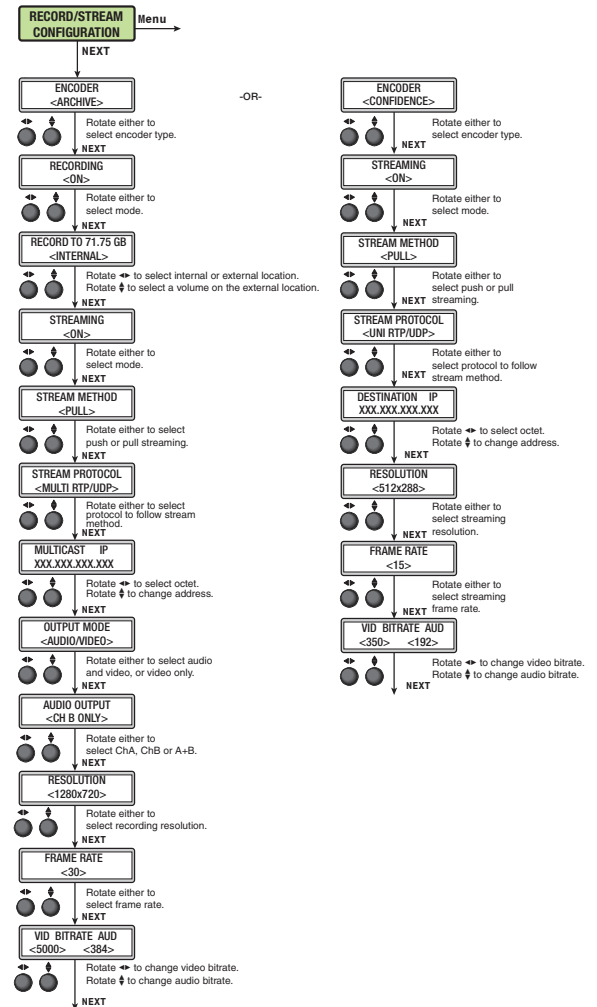 RECORD/STREAM
CONFIGURATION
Menu
NEXT
ENCODER
<ARCHIVE>
Rotate either to
select encoder type.
NEXT
RECORDING
<ON>
Rotate either to
select mode.
NEXT
RECORD TO 71.75 GB
<INTERNAL>
Rotate ◂▸ to select internal or external location.
Rotate ▴▾ to select a volume on the external location.
NEXT
STREAMING
<ON>
Rotate either to
select mode.
NEXT
STREAM METHOD
<PULL>
Rotate either to select
push or pull streaming.
NEXT
STREAM PROTOCOL
<MULTI RTP/UDP>
Rotate either to select
protocol to follow stream
method.
NEXT
MULTICAST IP
XXX.XXX.XXX.XXX
Rotate ◂▸ to select octet.
Rotate ▴▾ to change address.
NEXT
OUTPUT MODE
<AUDIO/VIDEO>
Rotate either to select audio
and video, or video only.
NEXT
AUDIO OUTPUT
<CH B ONLY>
Rotate either to
select ChA, ChB or A+B.
NEXT
RESOLUTION
<1280x720>
Rotate either to
select recording resolution.
NEXT
FRAME RATE
<30>
Rotate either to
select frame rate.
NEXT
VID BITRATE AUD
<5000> <384>
Rotate ◂▸ to change video bitrate.
Rotate ▴▾ to change audio bitrate.
NEXT
-OR-
ENCODER
<CONFIDENCE>
Rotate either to
select encoder type.
NEXT
STREAMING
<ON>
Rotate either to
select mode.
NEXT
STREAM METHOD
<PULL>
Rotate either to
select push or pull
streaming.
NEXT
STREAM PROTOCOL
<UNI RTP/UDP>
Rotate either to
select protocol to follow
stream method.
NEXT
DESTINATION IP
XXX.XXX.XXX.XXX
Rotate ◂▸ to select octet.
Rotate ▴▾ to change address.
NEXT
RESOLUTION
<512x288>
Rotate either to
select streaming
resolution.
NEXT
FRAME RATE
<15>
Rotate either to
select streaming
frame rate.
NEXT
VID BITRATE AUD
<350> <192>
Rotate ◂▸ to change video bitrate.
Rotate ▴▾ to change audio bitrate.
NEXT